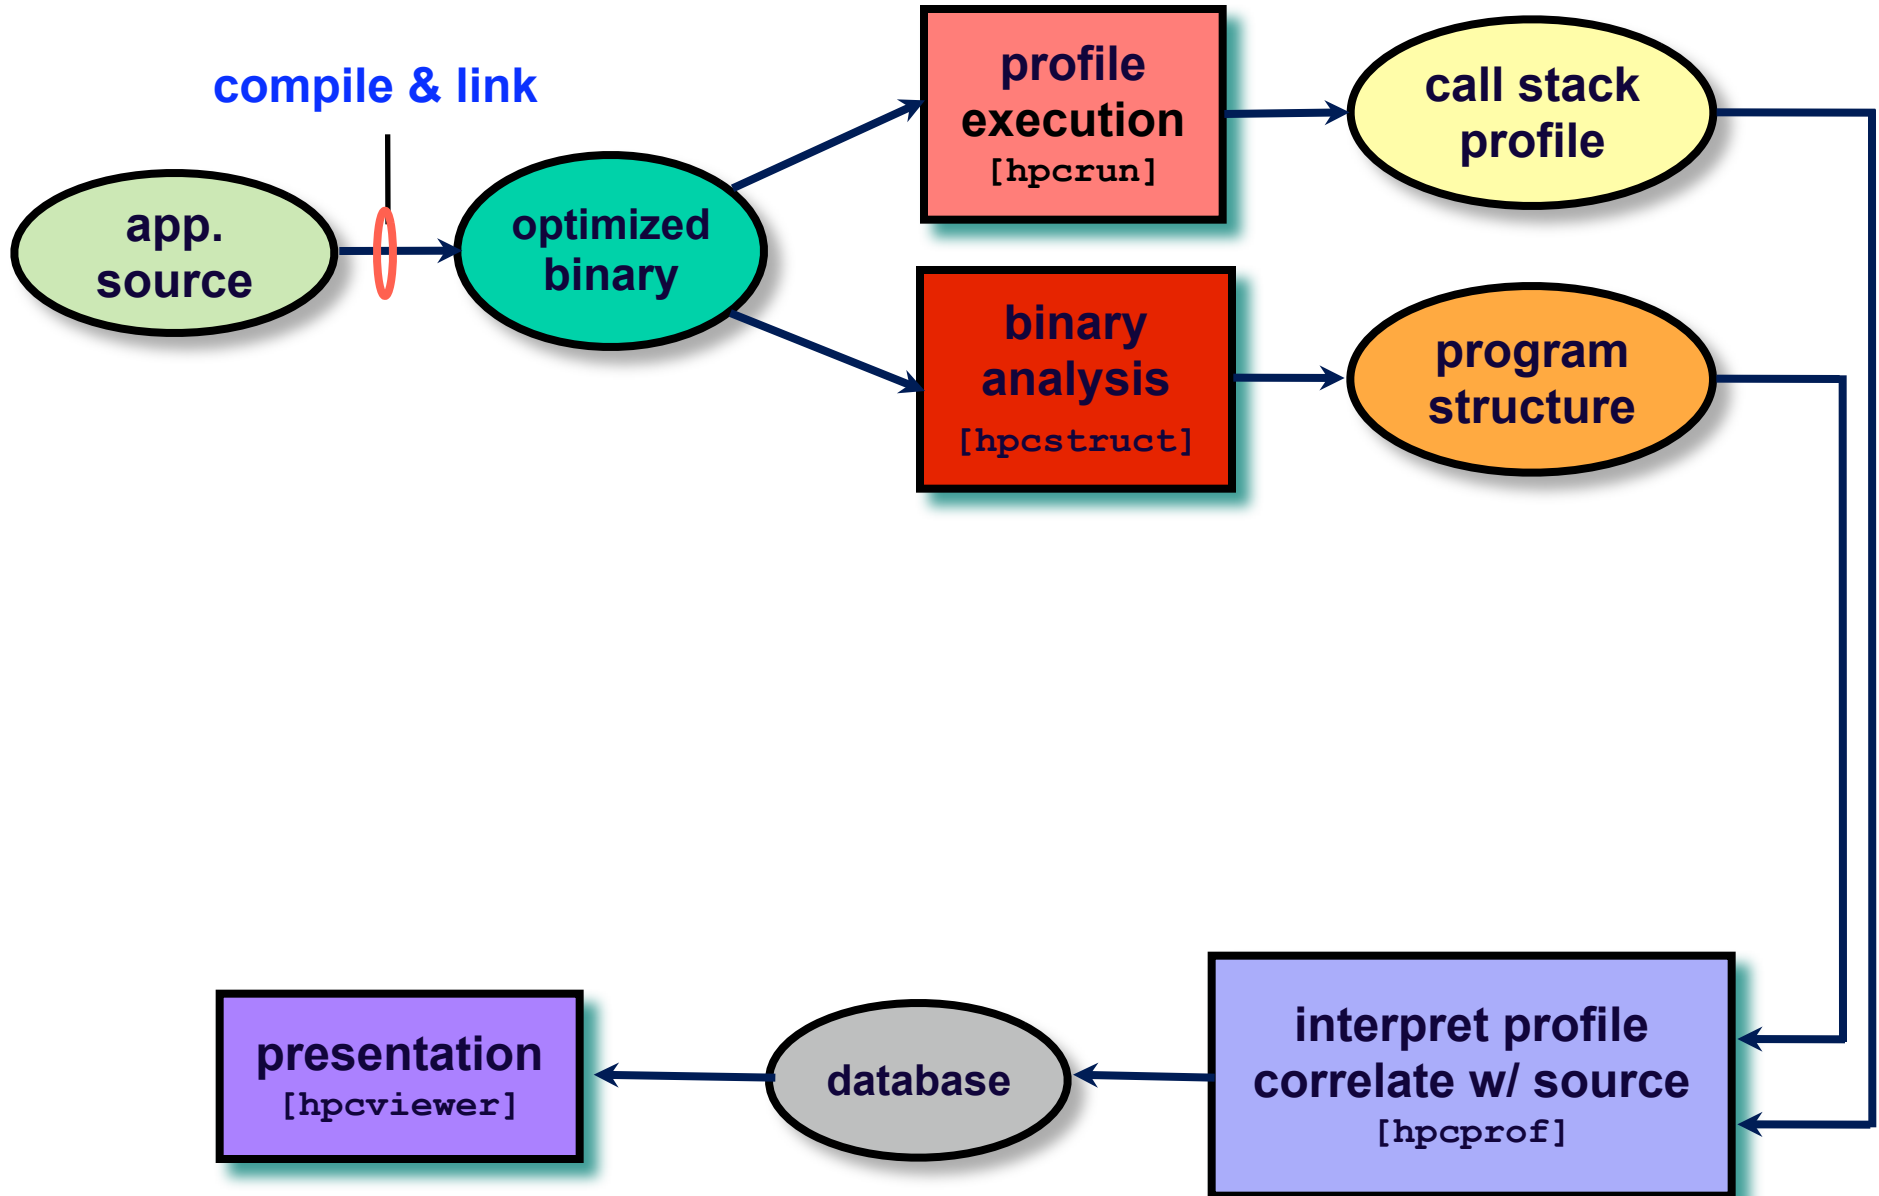 compile & link
app.
source
optimized
binary
profile
execution
[hpcrun]
call stack
profile
binary
analysis
[hpcstruct]
program
structure
presentation
[hpcviewer]
database
interpret profile
correlate w/ source
[hpcprof]